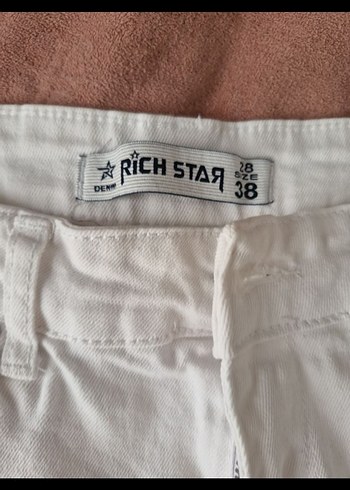 RICH STAR
DENIM
28
SIZE
38